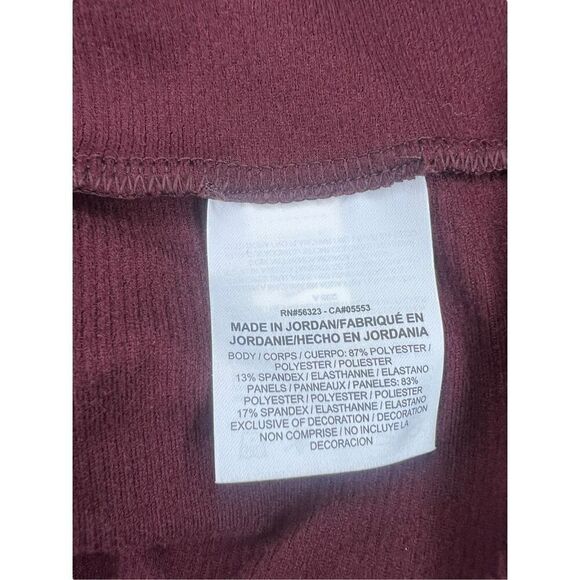 RN#56323 - CA#05553
MADE IN JORDAN/FABRIQUÉ EN
JORDANIE/HECHO EN JORDANIA
BODY / CORPS / CUERPO: 87% POLYESTER /
POLYESTER / POLIESTER
13% SPANDEX / ELASTHANNE / ELASTANO
PANELS / PANNEAUX / PANELES: 83%
POLYESTER / POLYESTER / POLIESTER
17% SPANDEX / ELASTHANNE / ELASTANO
EXCLUSIVE OF DECORATION / DECORATION
NON COMPRISE / NO INCLUYE LA
DECORACION